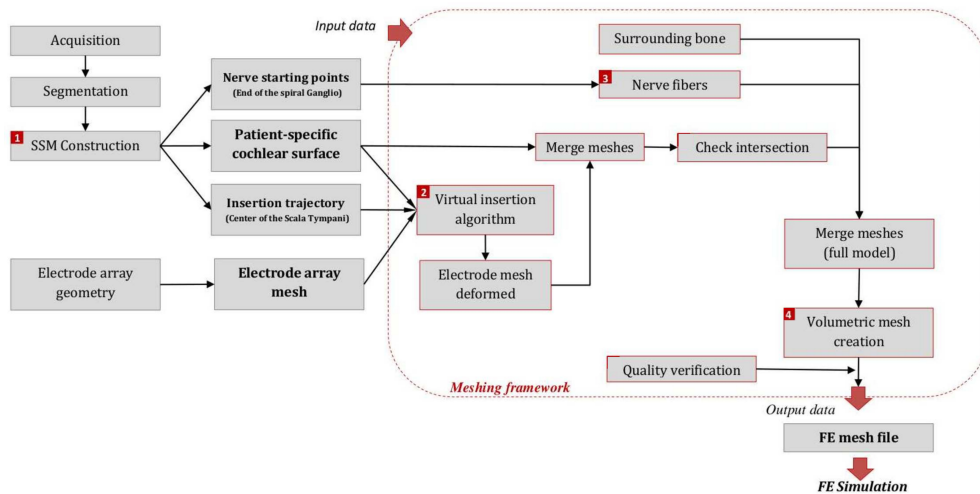 Acquisition
Segmentation
1
SSM Construction
Electrode array
geometry
Nerve starting points
(End of the spiral Ganglio)
Patient-specific
cochlear surface
Insertion trajectory
(Center of the Scala Tympani)
Electrode array
mesh
Input data
Surrounding bone
3
Nerve fibers
Merge meshes
Check intersection
2
Virtual insertion
algorithm
Electrode mesh
deformed
Merge meshes
(full model)
4
Volumetric mesh
creation
Quality verification
Meshing framework
Output data
FE mesh file
FE Simulation